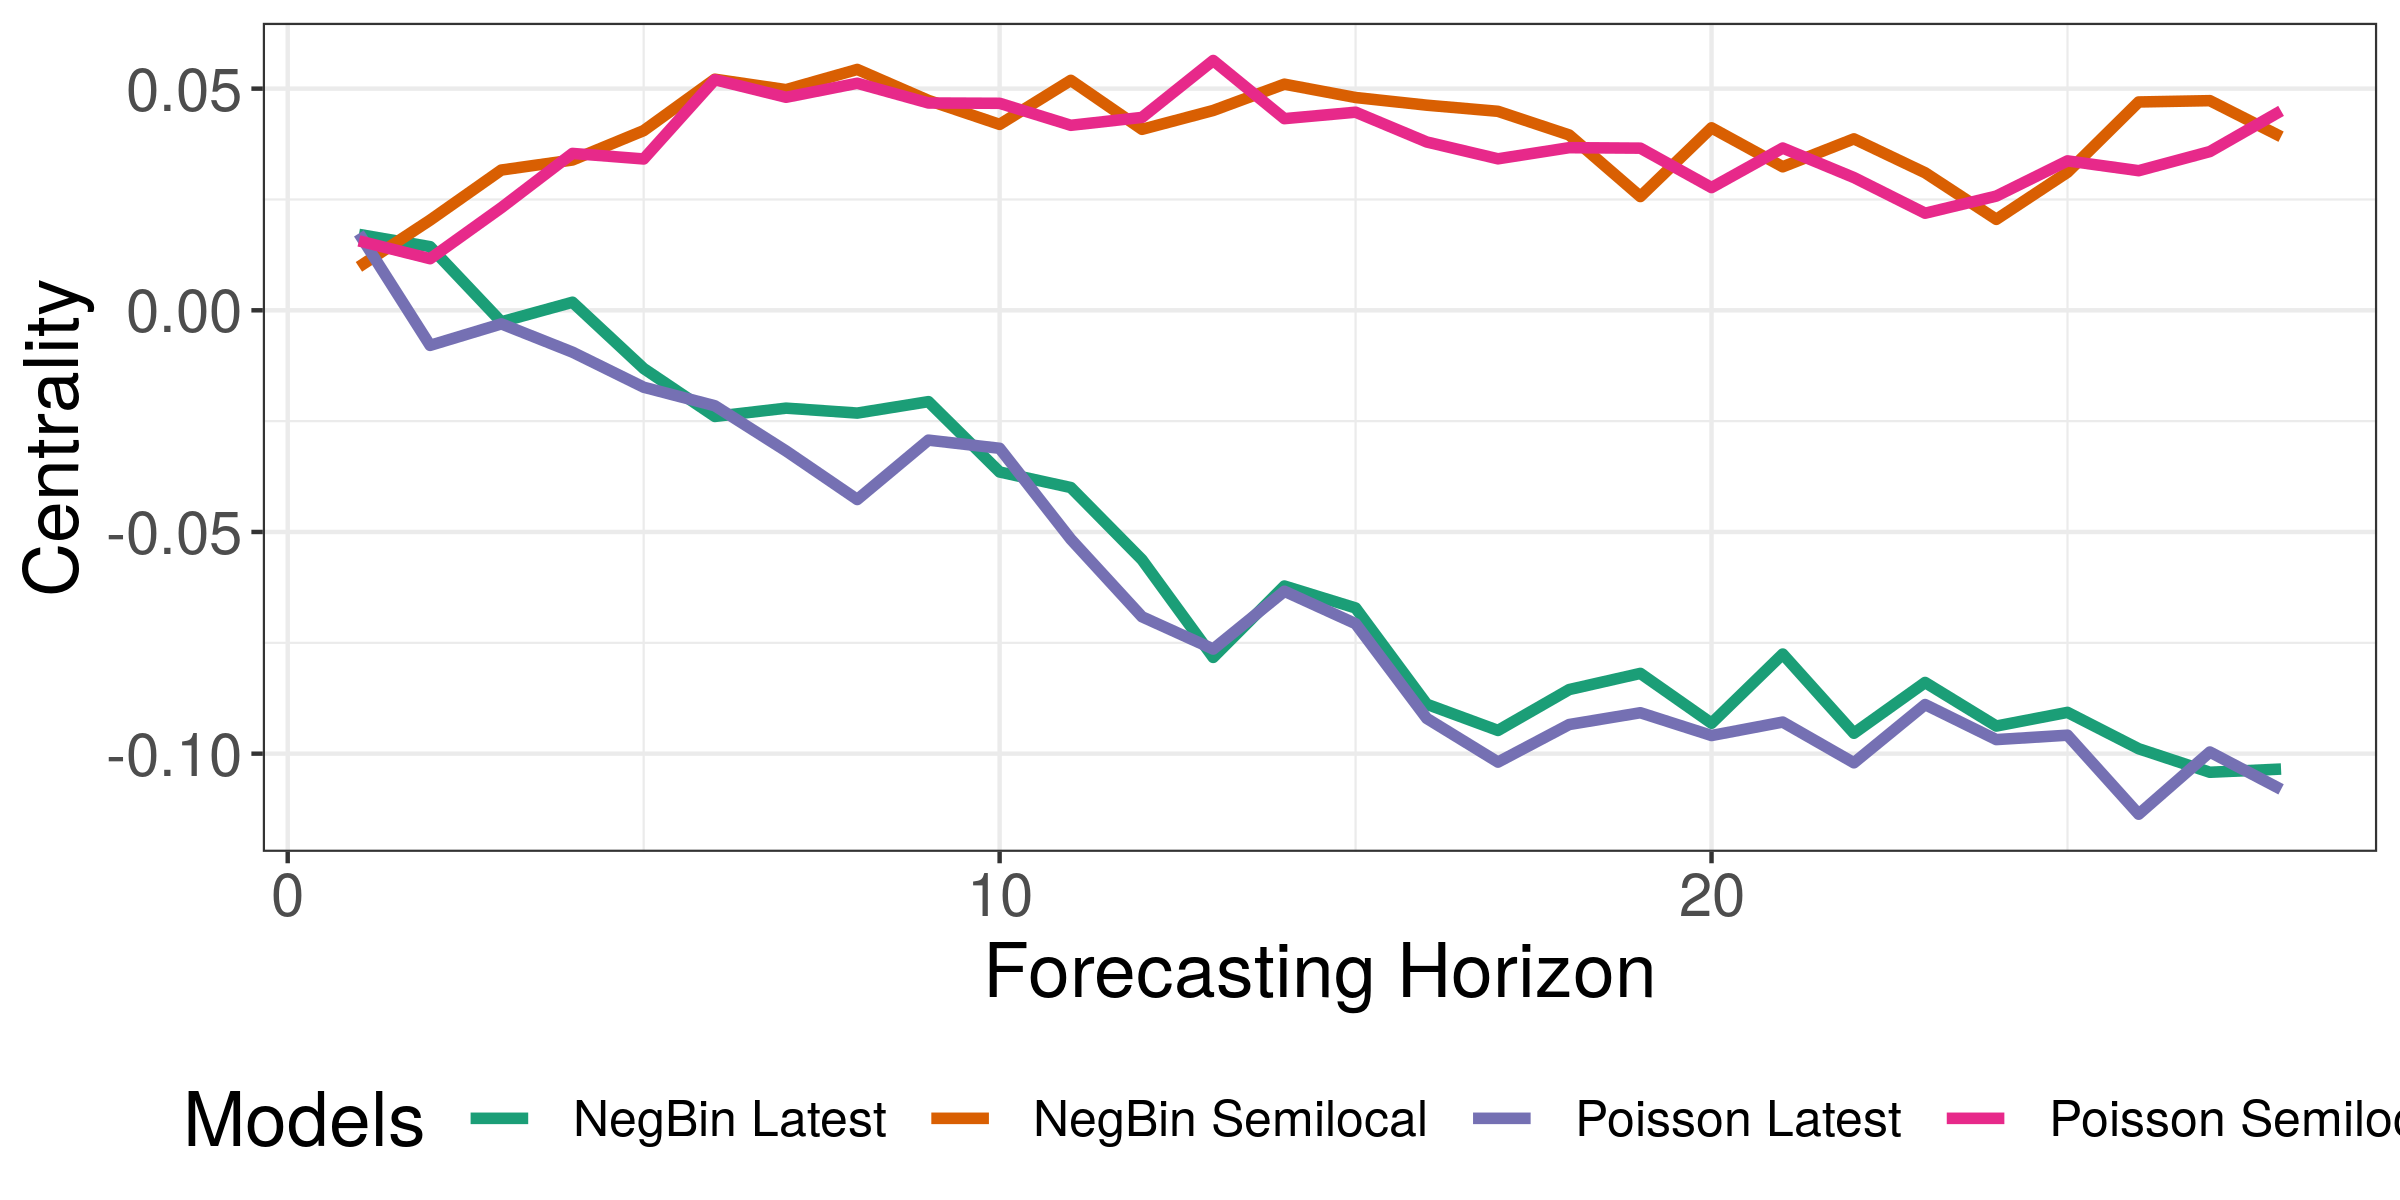 0.05
0.00
-0.05
-0.10
Centrality
0 10 20
Forecasting Horizon
Models NegBin Latest NegBin Semilocal Poisson Latest Poisson